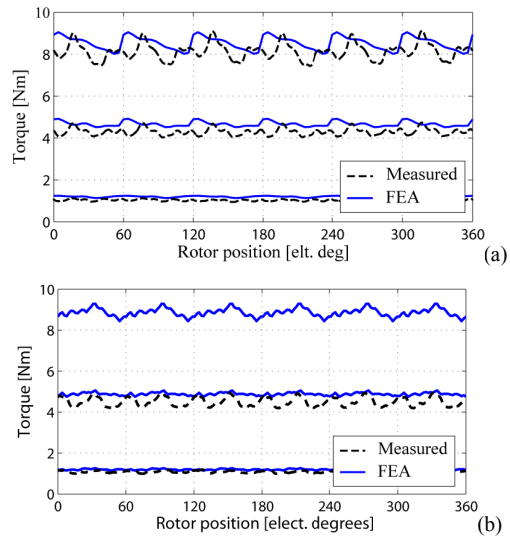 10
8
6
4
2
0
Torque [Nm]
Measured
FEA
0 60 120 180 240 300 360
Rotor position [elt. deg]
(a)
10
8
6
4
2
0
Torque [Nm]
Measured
FEA
0 60 120 180 240 300 360
Rotor position [elect. degrees]
(b)